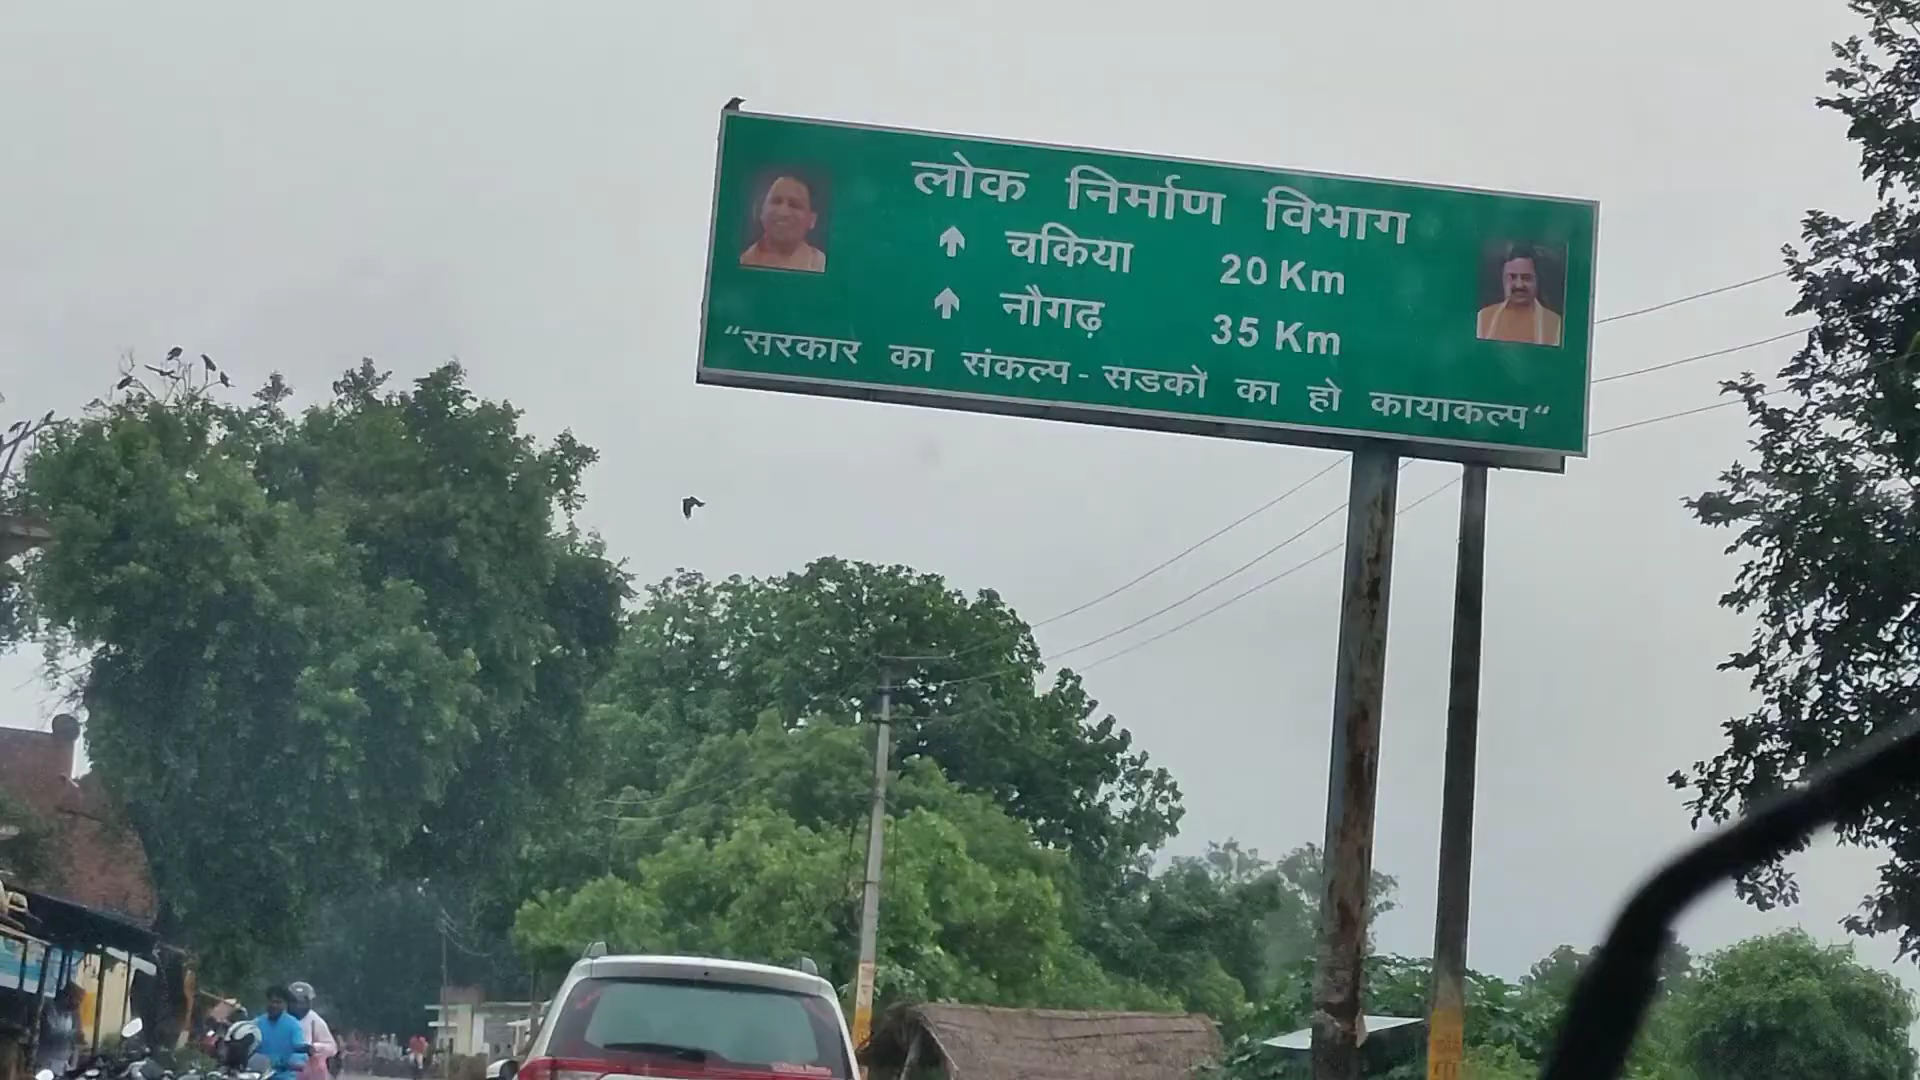 लोक निर्माण विभाग
↑ चकिया 20 Km
↑ नौगढ़ 35 Km
“सरकार का संकल्प - सडकों का हो कायाकल्प“